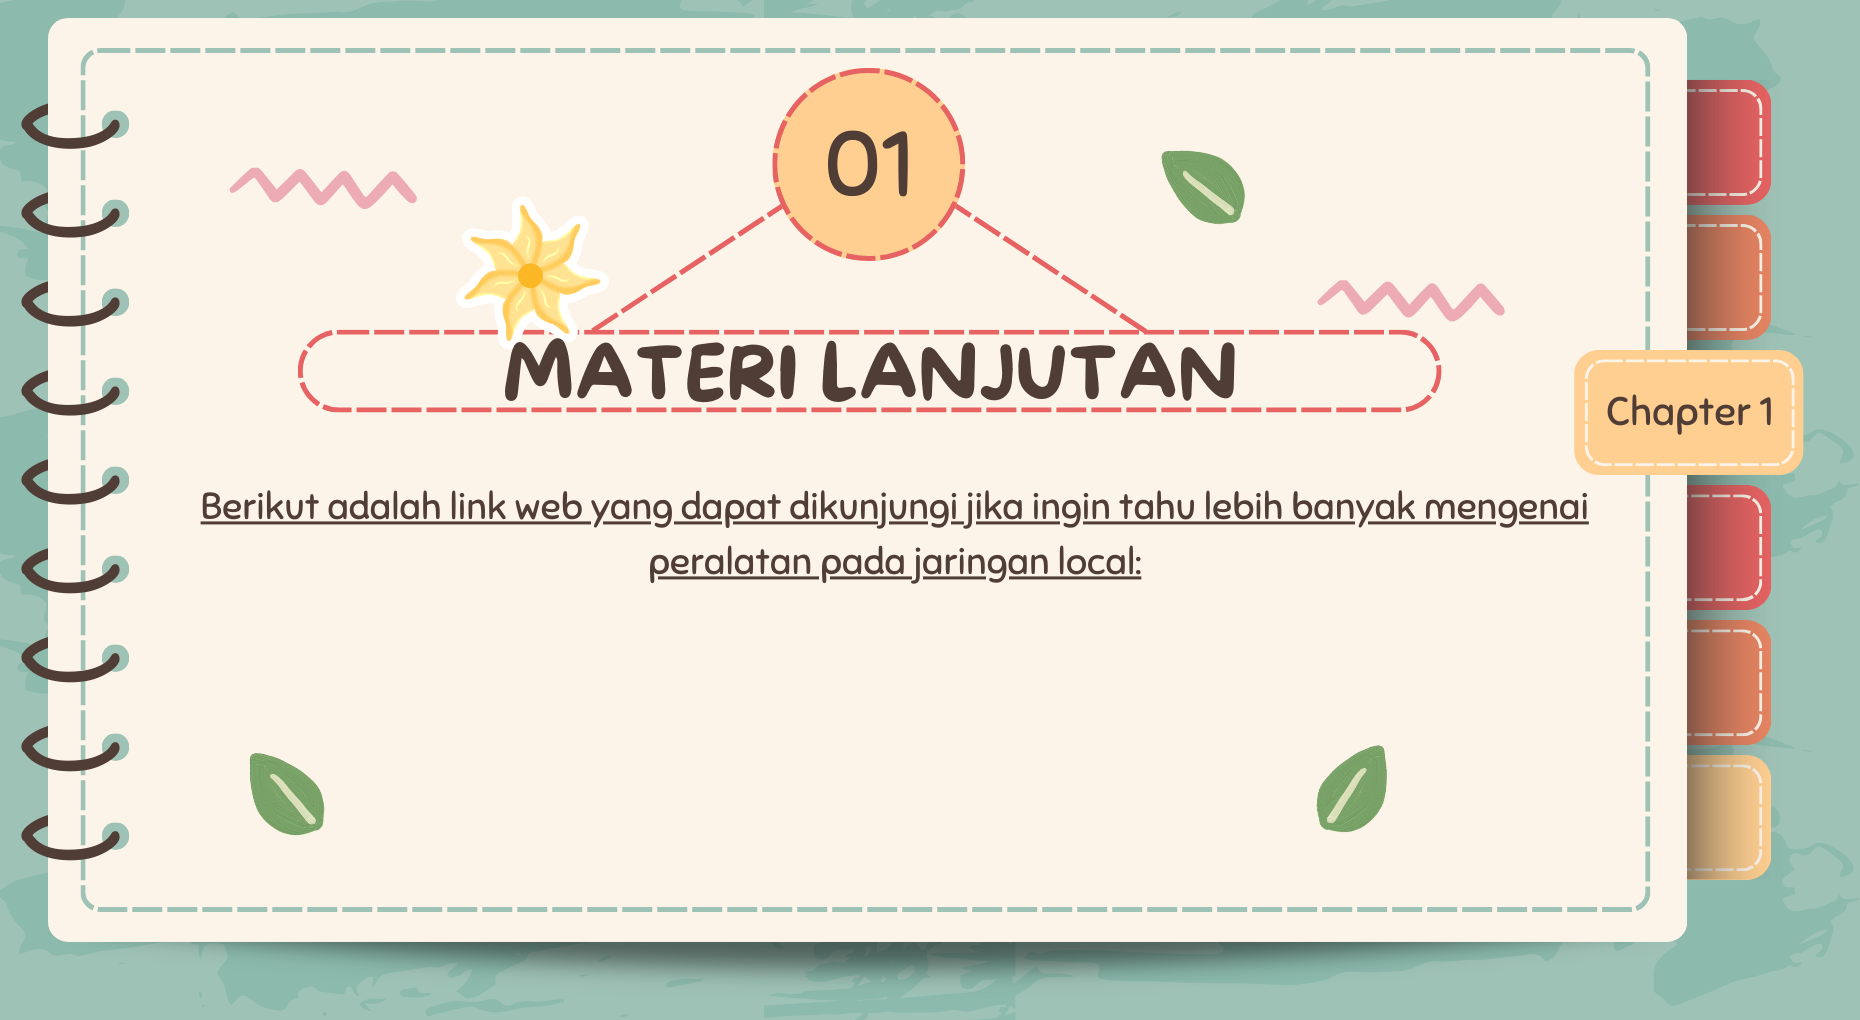 01
MATERI LANJUTAN
Chapter 1
Berikut adalah link web yang dapat dikunjungi jika ingin tahu lebih banyak mengenai
peralatan pada jaringan local: